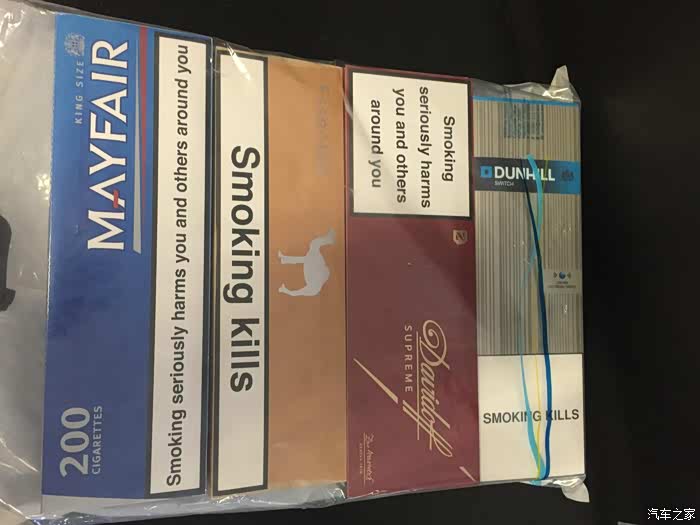 KING SIZE
MAYFAIR
200
CIGARETTES
Smoking seriously harms you and others around you
Smoking kills
Smoking
seriously harms
you and others
around you
Davidoff
SUPREME
DUNHILL
SWITCH
SMOKING KILLS
汽车之家